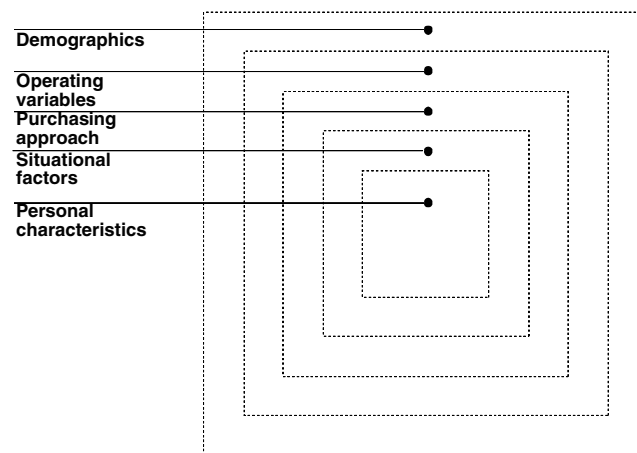 Demographics
Operating
variables
Purchasing
approach
Situational
factors
Personal
characteristics